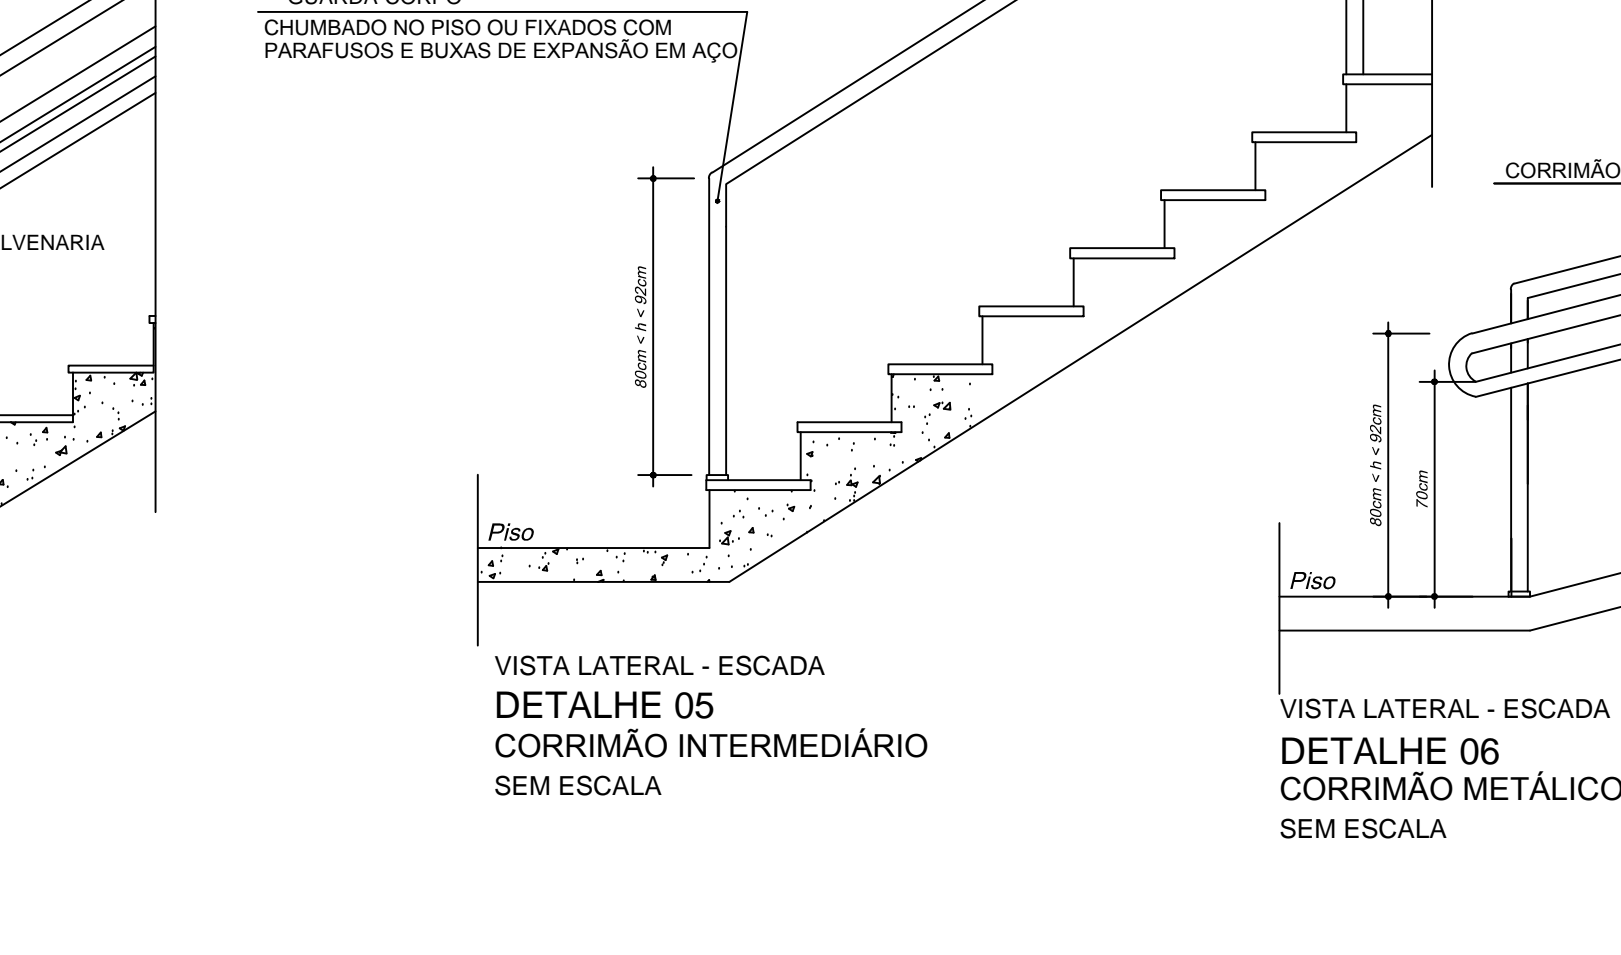 GUARDA CORPO
CHUMBADO NO PISO OU FIXADOS COM
PARAFUSOS E BUXAS DE EXPANSÃO EM AÇO
LVENARIA
80cm < h < 92cm
Piso
VISTA LATERAL - ESCADA
DETALHE 05
CORRIMÃO INTERMEDIÁRIO
SEM ESCALA
CORRIMÃO
80cm < h < 92cm
70cm
Piso
VISTA LATERAL - ESCADA
DETALHE 06
CORRIMÃO METÁLICO
SEM ESCALA